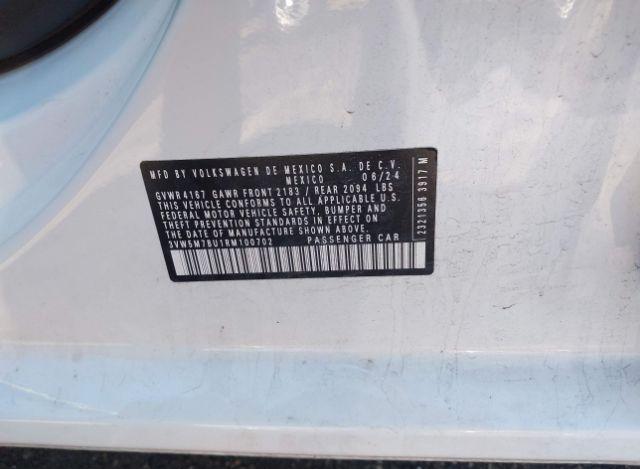 MFD BY VOLKSWAGEN DE MEXICO S.A. DE C.V.
MEXICO 06/24
GVWR 4167 GAWR FRONT 2183 / REAR 2094 LBS
THIS VEHICLE CONFORMS TO ALL APPLICABLE U.S.
FEDERAL MOTOR VEHICLE SAFETY, BUMPER AND
THEFT PREVENTION STANDARDS IN EFFECT ON
THE DATE OF MANUFACTURE SHOWN ABOVE.
3VW5M7BU1RM100702 PASSENGER CAR
2321356 3917 M